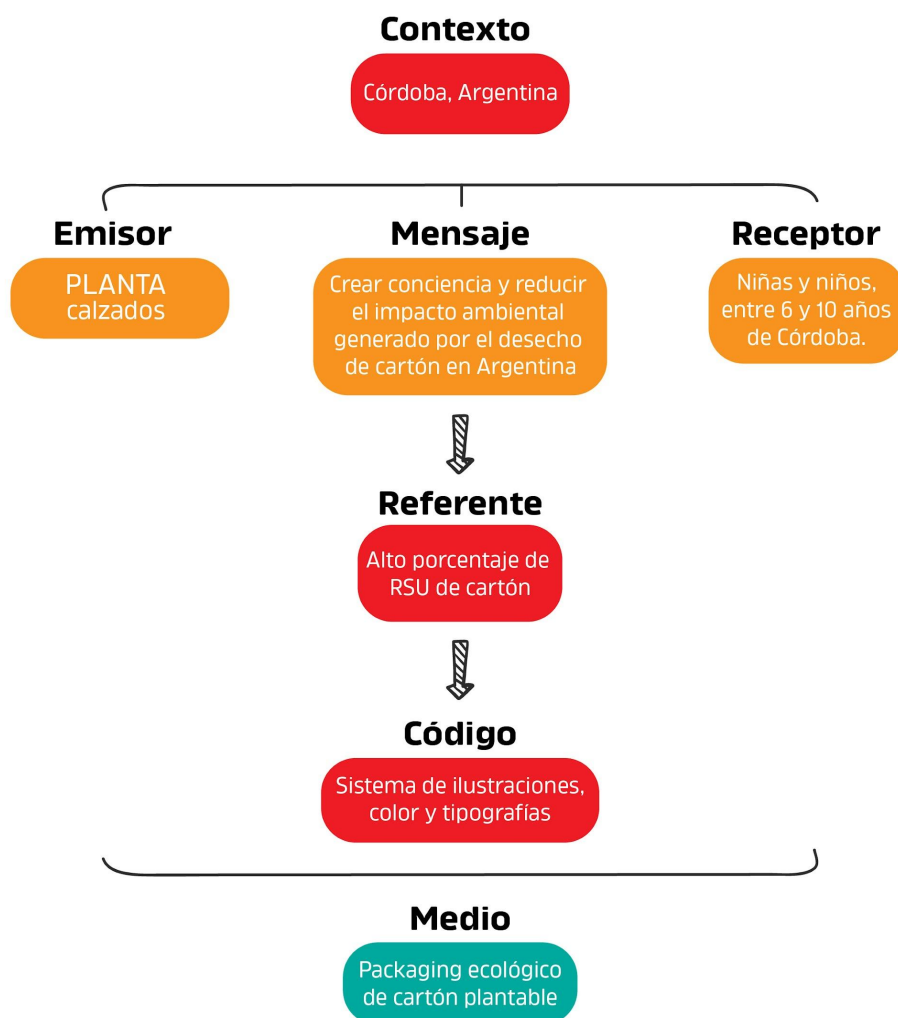 Contexto
Córdoba, Argentina
Emisor
PLANTA
calzados
Mensaje
Crear conciencia y reducir
el impacto ambiental
generado por el desecho
de cartón en Argentina
Receptor
Niñas y niños,
entre 6 y 10 años
de Córdoba.
Referente
Alto porcentaje de
RSU de cartón
Código
Sistema de ilustraciones,
color y tipografías
Medio
Packaging ecológico
de cartón plantable